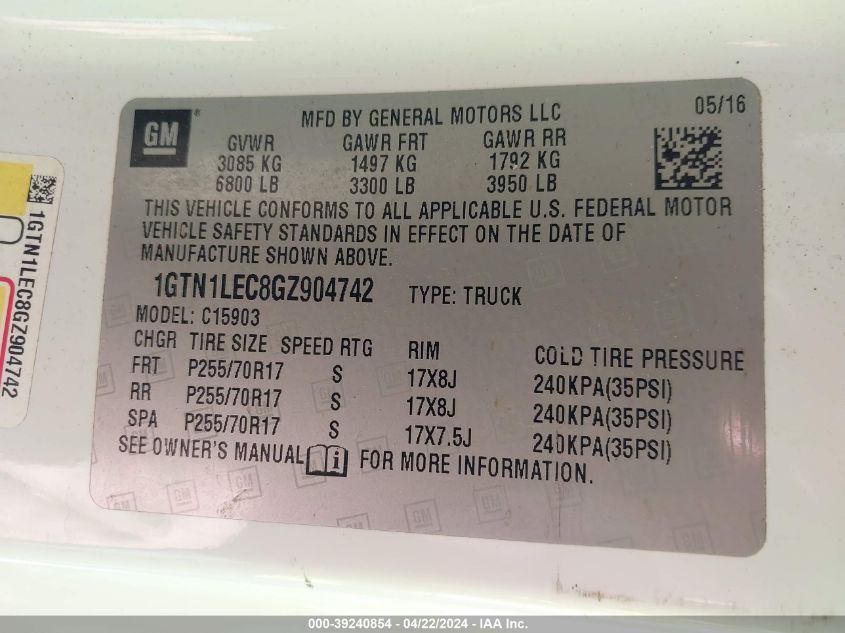 GM
MFD BY GENERAL MOTORS LLC
05/16
GVWR GAWR FRT GAWR RR
3085 KG 1497 KG 1792 KG
6800 LB 3300 LB 3950 LB
THIS VEHICLE CONFORMS TO ALL APPLICABLE U.S. FEDERAL MOTOR
VEHICLE SAFETY STANDARDS IN EFFECT ON THE DATE OF
MANUFACTURE SHOWN ABOVE.
1GTN1LEC8GZ904742 TYPE: TRUCK
MODEL: C15903
CHGR TIRE SIZE SPEED RTG RIM COLD TIRE PRESSURE
FRT P255/70R17 S 17X8J 240KPA(35PSI)
RR P255/70R17 S 17X8J 240KPA(35PSI)
SPA P255/70R17 S 17X7.5J 240KPA(35PSI)
SEE OWNER'S MANUAL i FOR MORE INFORMATION.
1GTN1LEC8GZ904742
000-39240854 - 04/22/2024 - IAA Inc.